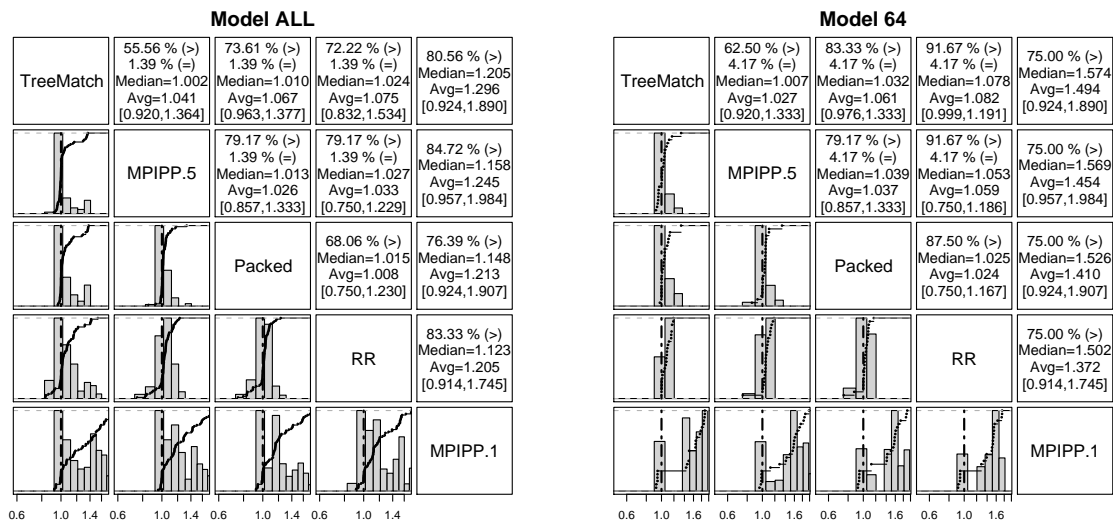 Model ALL
TreeMatch
55.56 % (>)
1.39 % (=)
Median=1.002
Avg=1.041
[0.920,1.364]
73.61 % (>)
1.39 % (=)
Median=1.010
Avg=1.067
[0.963,1.377]
72.22 % (>)
1.39 % (=)
Median=1.024
Avg=1.075
[0.832,1.534]
80.56 % (>)
Median=1.205
Avg=1.296
[0.924,1.890]
MPIPP.5
79.17 % (>)
1.39 % (=)
Median=1.013
Avg=1.026
[0.857,1.333]
79.17 % (>)
1.39 % (=)
Median=1.027
Avg=1.033
[0.750,1.229]
84.72 % (>)
Median=1.158
Avg=1.245
[0.957,1.984]
Packed
68.06 % (>)
Median=1.015
Avg=1.008
[0.750,1.230]
76.39 % (>)
Median=1.148
Avg=1.213
[0.924,1.907]
RR
83.33 % (>)
Median=1.123
Avg=1.205
[0.914,1.745]
MPIPP.1
0.6 1.0 1.4
0.6 1.0 1.4
0.6 1.0 1.4
0.6 1.0 1.4
Model 64
TreeMatch
62.50 % (>)
4.17 % (=)
Median=1.007
Avg=1.027
[0.920,1.333]
83.33 % (>)
4.17 % (=)
Median=1.032
Avg=1.061
[0.976,1.333]
91.67 % (>)
4.17 % (=)
Median=1.078
Avg=1.082
[0.999,1.191]
75.00 % (>)
Median=1.574
Avg=1.494
[0.924,1.890]
MPIPP.5
79.17 % (>)
4.17 % (=)
Median=1.039
Avg=1.037
[0.857,1.333]
91.67 % (>)
4.17 % (=)
Median=1.053
Avg=1.059
[0.750,1.186]
75.00 % (>)
Median=1.569
Avg=1.454
[0.957,1.984]
Packed
87.50 % (>)
Median=1.025
Avg=1.024
[0.750,1.167]
75.00 % (>)
Median=1.526
Avg=1.410
[0.924,1.907]
RR
75.00 % (>)
Median=1.502
Avg=1.372
[0.914,1.745]
MPIPP.1
0.6 1.0 1.6
0.6 1.0 1.6
0.6 1.0 1.6
0.6 1.0 1.6